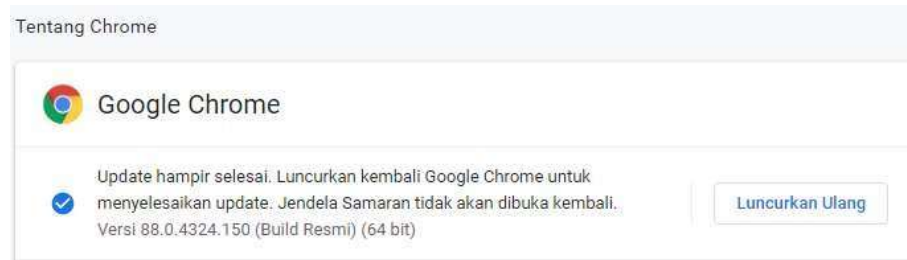 Tentang Chrome
Google Chrome
Update hampir selesai. Luncurkan kembali Google Chrome untuk
menyelesaikan update. Jendela Samaran tidak akan dibuka kembali.
Versi 88.0.4324.150 (Build Resmi) (64 bit)
Luncurkan Ulang